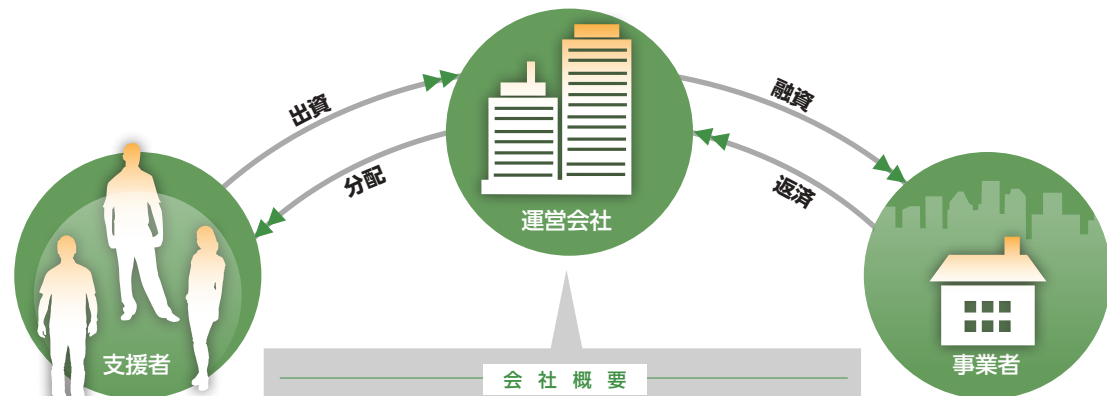 出資
分配
融資
返済
運営会社
支援者
事業者
会社概要